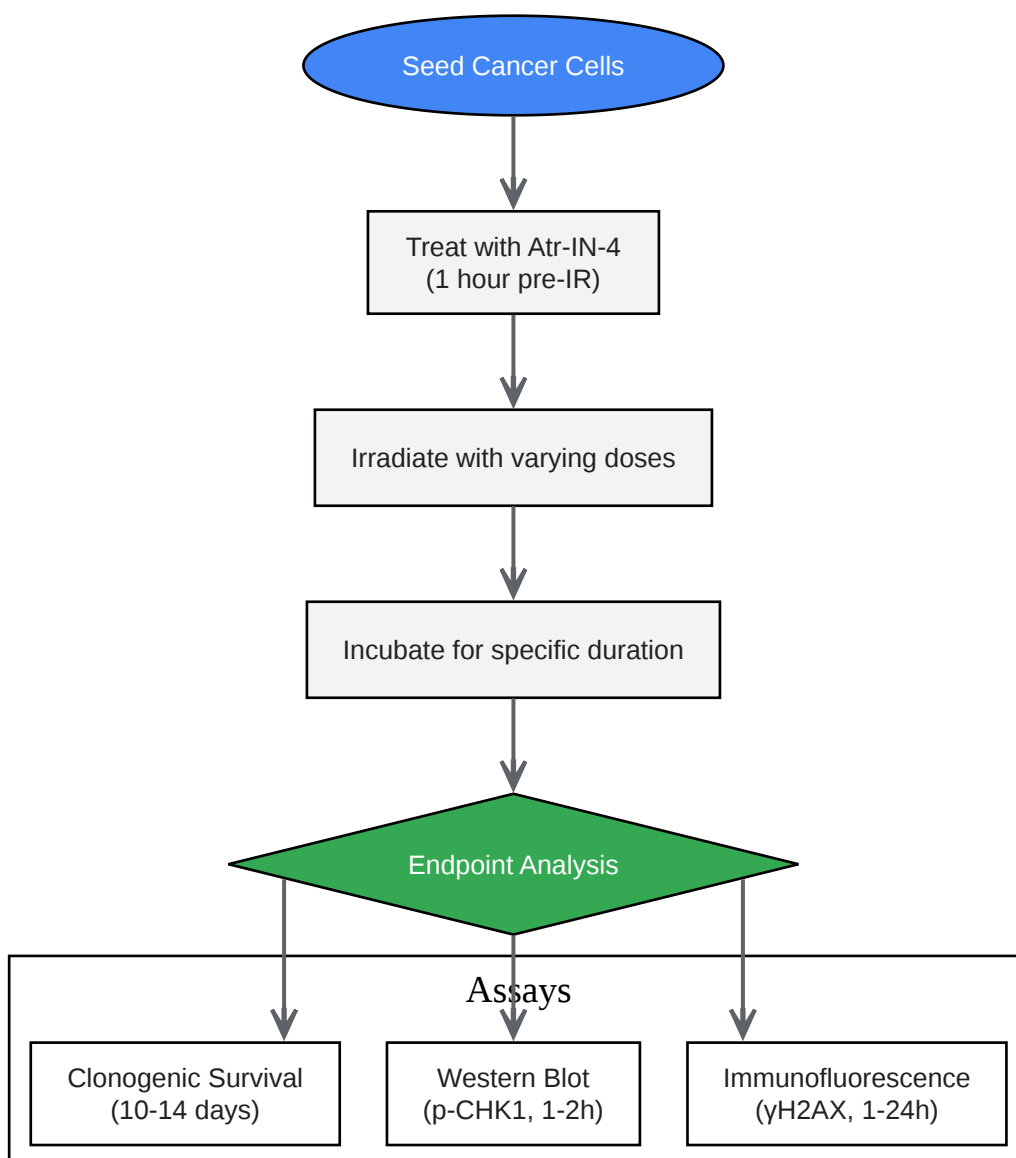 Seed Cancer Cells
Treat with Atr-IN-4
(1 hour pre-IR)
Irradiate with varying doses
Incubate for specific duration
Endpoint Analysis
Assays
Clonogenic Survival
(10-14 days)
Western Blot
(p-CHK1, 1-2h)
Immunofluorescence
(γH2AX, 1-24h)